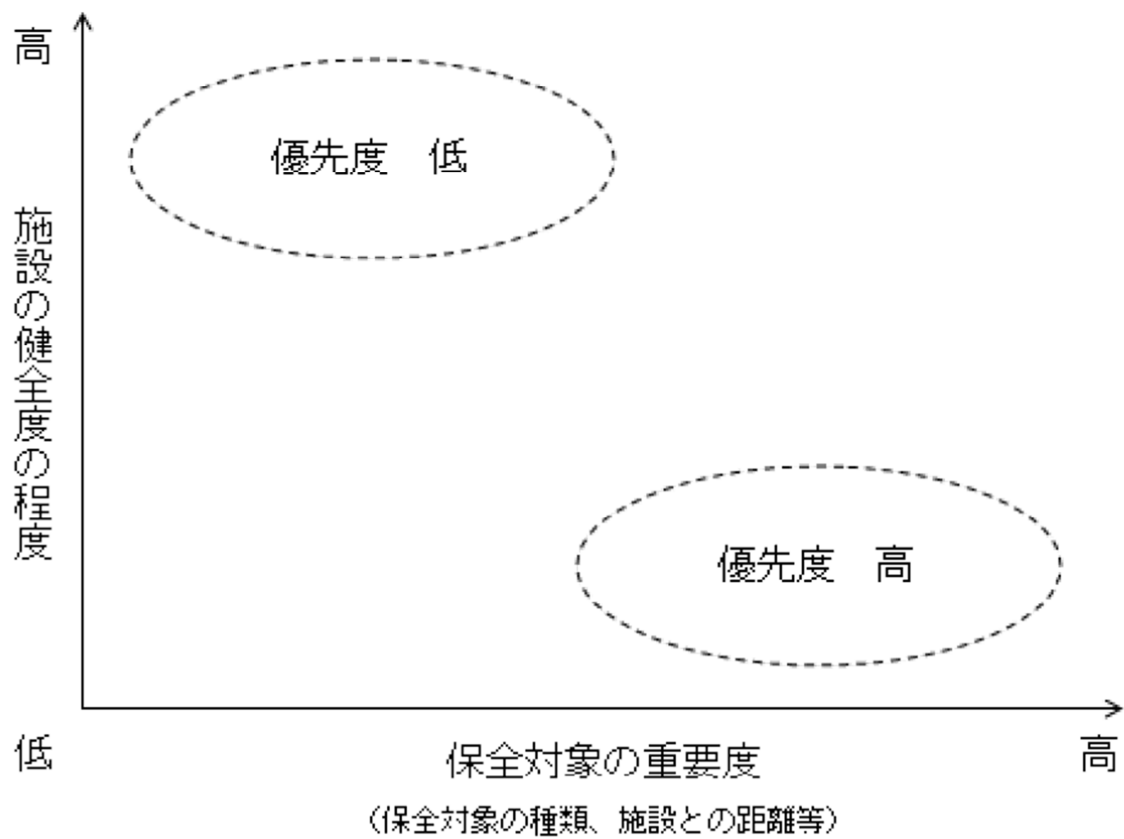 高
優先度 低
施設の健全度の程度
優先度 高
低
保全対象の重要度
高
（保全対象の種類、施設との距離等）